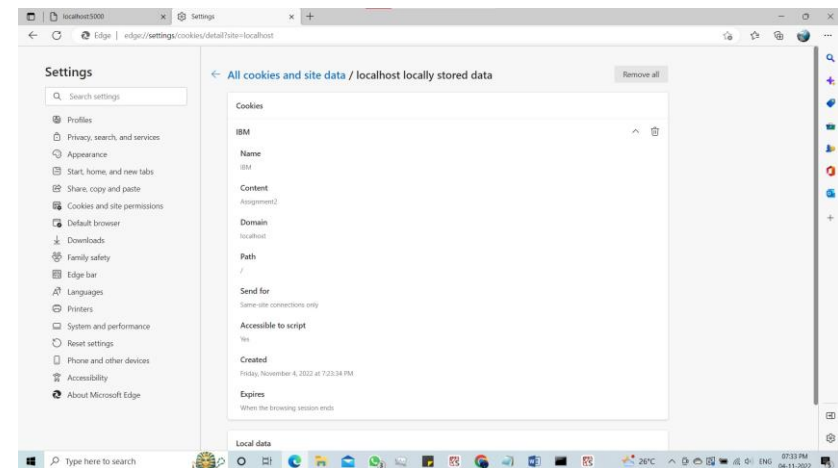 localhost:5000
Settings
Edge | edge://settings/cookies/detail?site=localhost
Settings
Search settings
Profiles
Privacy, search, and services
Appearance
Start, home, and new tabs
Share, copy and paste
Cookies and site permissions
Default browser
Downloads
Family safety
Edge bar
Languages
Printers
System and performance
Reset settings
Phone and other devices
Accessibility
About Microsoft Edge
All cookies and site data / localhost locally stored data
Remove all
Cookies
IBM
Name
IBM
Content
Assignment2
Domain
localhost
Path
/
Send for
Same-site connections only
Accessible to script
Yes
Created
Friday, November 4, 2022 at 7:23:34 PM
Expires
When the browsing session ends
Local data
Type here to search
26°C
ENG
07:33 PM
04-11-2022